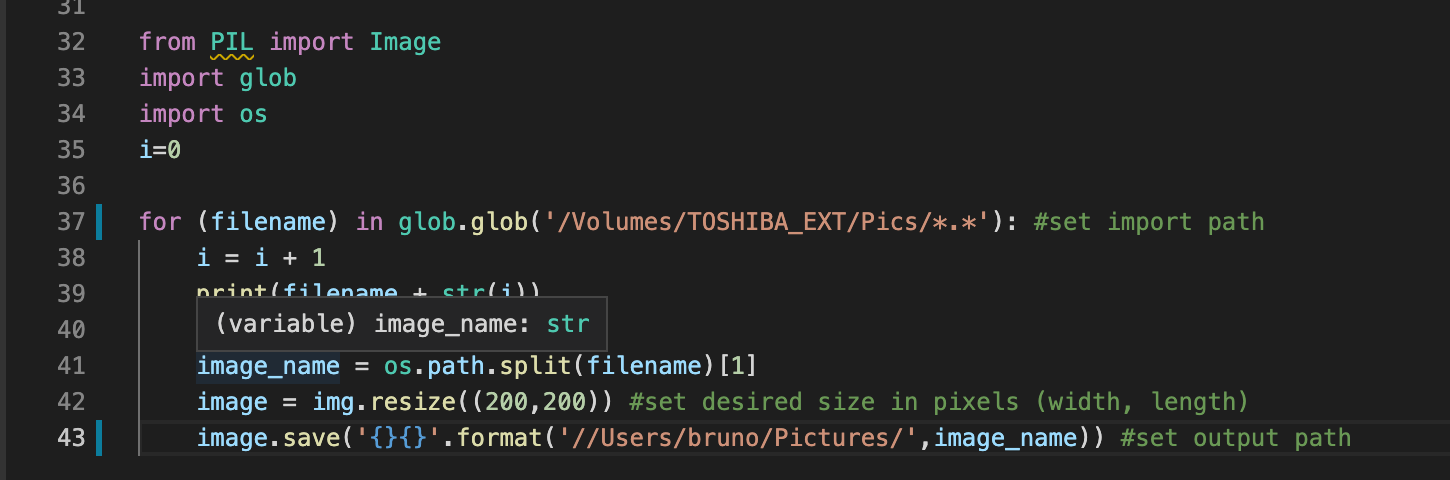 31
32 from PIL import Image
33 import glob
34 import os
35 i=0
36
37 for (filename) in glob.glob('/Volumes/TOSHIBA_EXT/Pics/*.*'): #set import path
38 i = i + 1
39 print(filename + str(i))
40 (variable) image_name: str
41 image_name = os.path.split(filename)[1]
42 image = img.resize((200,200)) #set desired size in pixels (width, length)
43 image.save('{}{}'.format('//Users/bruno/Pictures/',image_name)) #set output path